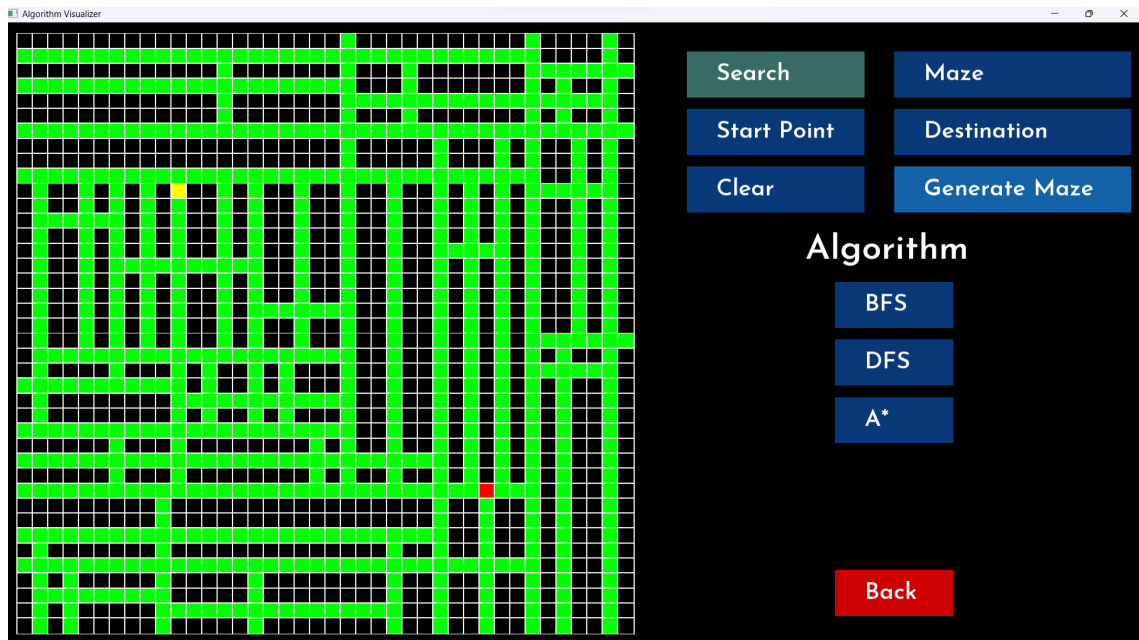 Algorithm Visualizer
Search
Maze
Start Point
Destination
Clear
Generate Maze
Algorithm
BFS
DFS
A*
Back